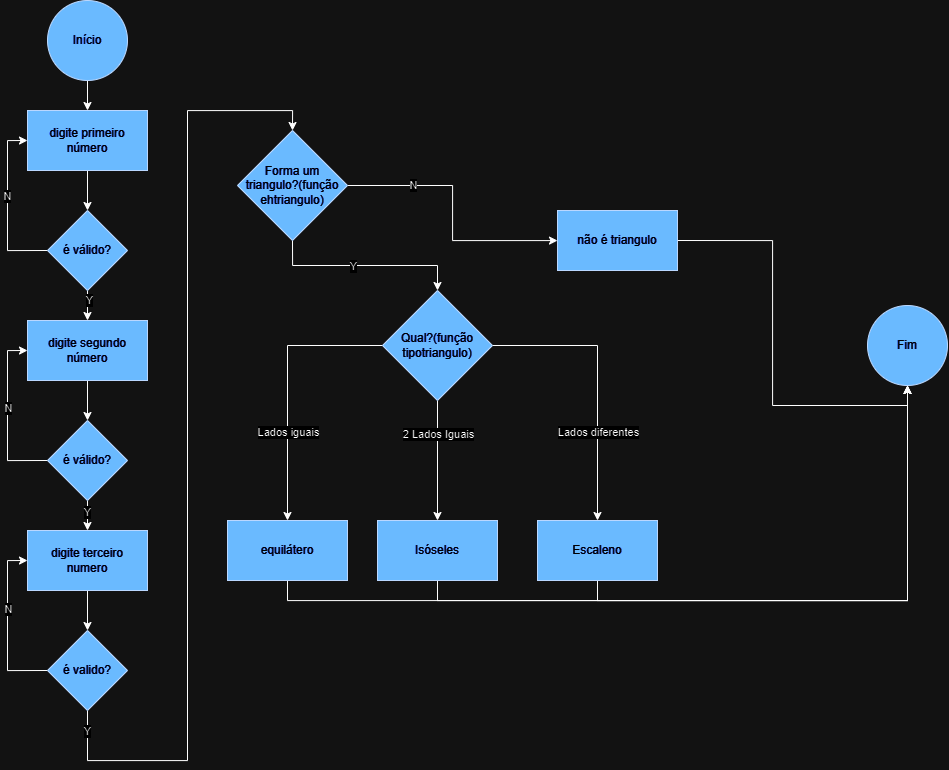 Início
digite primeiro
número
N
é válido?
Y
digite segundo
número
N
é válido?
Y
digite terceiro
numero
N
é valido?
Y
Forma um
triangulo?(função
ehtriangulo)
N
não é triangulo
Y
Qual?(função
tipotriangulo)
Lados iguais
2 Lados Iguais
Lados diferentes
equilátero
Isóseles
Escaleno
Fim